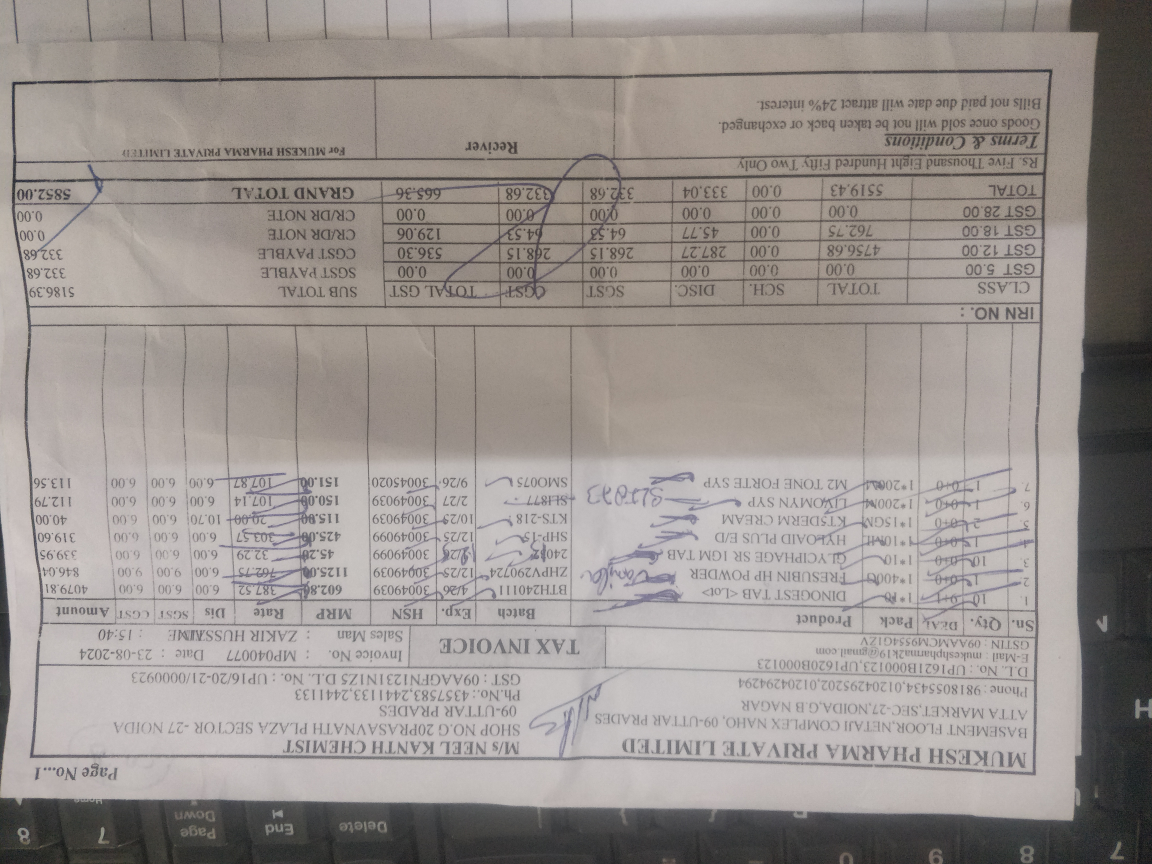 Page No...1
MUKESH PHARMA PRIVATE LIMITED
BASEMENT FLOOR,NETAJI COMPLEX NAHO, 09-UTTAR PRADES
ATTA MARKET,SEC-27,NOIDA,G.B NAGAR
Phone : 9818055434,01204295202,01204294294
D.L. No. : UP1621B000123,UP1620B000123
E-Mail : mukeshpharma2k19@gmail.com
GSTIN : 09AAMCM9554G1ZV
M/s NEEL KANTH CHEMIST
SHOP NO.G 20PRASAVNATH PLAZA SECTOR -27 NOIDA
09-UTTAR PRADES
Ph.No.: 4357583,2441133,2441133
GST : 09AAGFN1231N1Z5 D.L. No. : UP16/20-21/0000923
TAX INVOICE
Invoice No. : MP040077 Date : 23-08-2024
Sales Man : ZAKIR HUSSAIN TIME : 15:40
Sn. Qty. DEAL Pack Product Batch Exp. HSN MRP Rate Dis SGST CGST Amount
1. 10 1*10 DINOGEST TAB <Lot> BTH240111 4/26 30049039 602.86 387.52 6.00 6.00 6.00 4079.81
2 1 0+0 1*400 FRESUBIN HP POWDER ZHPV290724 12/25 30049039 1125.00 762.75 6.00 9.00 9.00 846.04
3. 10 0+0 1*10 GLYCIPHAGE SR 1GM TAB 30049099 45.20 32.29 6.00 6.00 339.95
4. 1 0+0 1*10ML HYLOAID PLUS E/D SHP-15 12/25 30049099 425.00 303.57 6.00 6.00 319.60
5. 2 0+0 1*15GM KT5DERM CREAM KTS-218 10/25 30049039 115.80 20.00 10.70 6.00 6.00 40.00
6 1 0+0 1*200M LIVOMYN SYP 2/27 30049039 150.00 107.14 6.00 6.00 6.00 112.79
7. 1 0+0 1*200M M2 TONE FORTE SYP SMO075 9/26 30045020 151.00 107.87 6.00 6.00 6.00 113.56
IRN NO. :
CLASS TOTAL SCH. DISC. SGST CGST TOTAL GST SUB TOTAL 5186.39
GST 5.00 0.00 0.00 0.00 0.00 0.00 0.00 SGST PAYBLE 332.68
GST 12.00 4756.68 0.00 287.27 268.15 268.15 536.30 CGST PAYBLE 332.68
GST 18.00 762.75 0.00 45.77 64.53 64.53 129.06 CR/DR NOTE 0.00
GST 28.00 0.00 0.00 0.00 0.00 0.00 0.00 CR/DR NOTE 0.00
TOTAL 5519.43 0.00 333.04 332.68 332.68 665.36 GRAND TOTAL 5852.00
Rs. Five Thousand Eight Hundred Fifty Two Only
Terms & Conditions
Goods once sold will not be taken back or exchanged.
Bills not paid due date will attract 24% interest.
Reciver
For MUKESH PHARMA PRIVATE LIMITED
Delete
End
Page
Down
7
Home
8
0
9
8
7
H